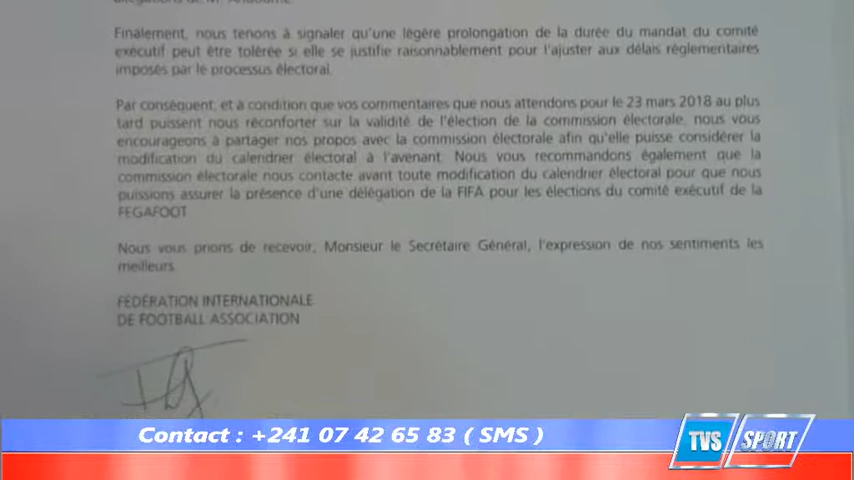 Finalement, nous tenons à signaler qu'une légère prolongation de la durée du mandat du comité
exécutif peut être tolérée si elle se justifie raisonnablement pour l'ajuster aux délais réglementaires
imposés par le processus électoral.
Par conséquent, et à condition que vos commentaires que nous attendons pour le 23 mars 2018 au plus
tard puissent nous réconforter sur la validité de l'élection de la commission électorale, nous vous
encourageons à partager nos propos avec la commission électorale afin qu'elle puisse considérer la
modification du calendrier électoral à l'avenant. Nous vous recommandons également que la
commission électorale nous contacte avant toute modification du calendrier électoral pour que nous
puissions assurer la présence d'une délégation de la FIFA pour les élections du comité exécutif de la
FEGAFOOT
Nous vous prions de recevoir, Monsieur le Secrétaire Général, l'expression de nos sentiments les
meilleurs
FÉDÉRATION INTERNATIONALE
DE FOOTBALL ASSOCIATION
Contact : +241 07 42 65 83 ( SMS )
TVS SPORT